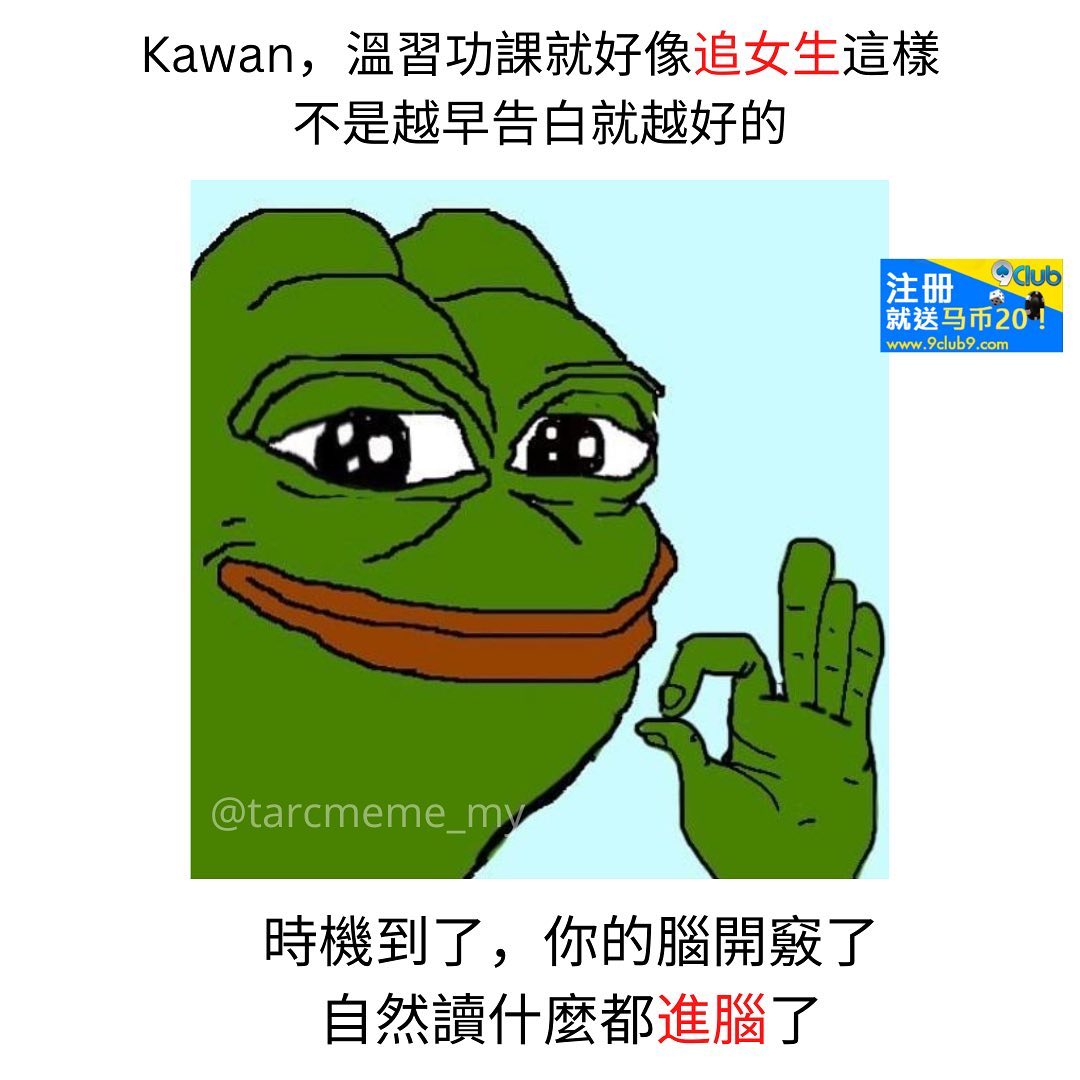 Kawan，溫習功課就好像追女生這樣
不是越早告白就越好的
9Club
注册
就送马币20！
www.9club9.com
@tarcmeme_my
時機到了，你的腦開竅了
自然讀什麼都進腦了